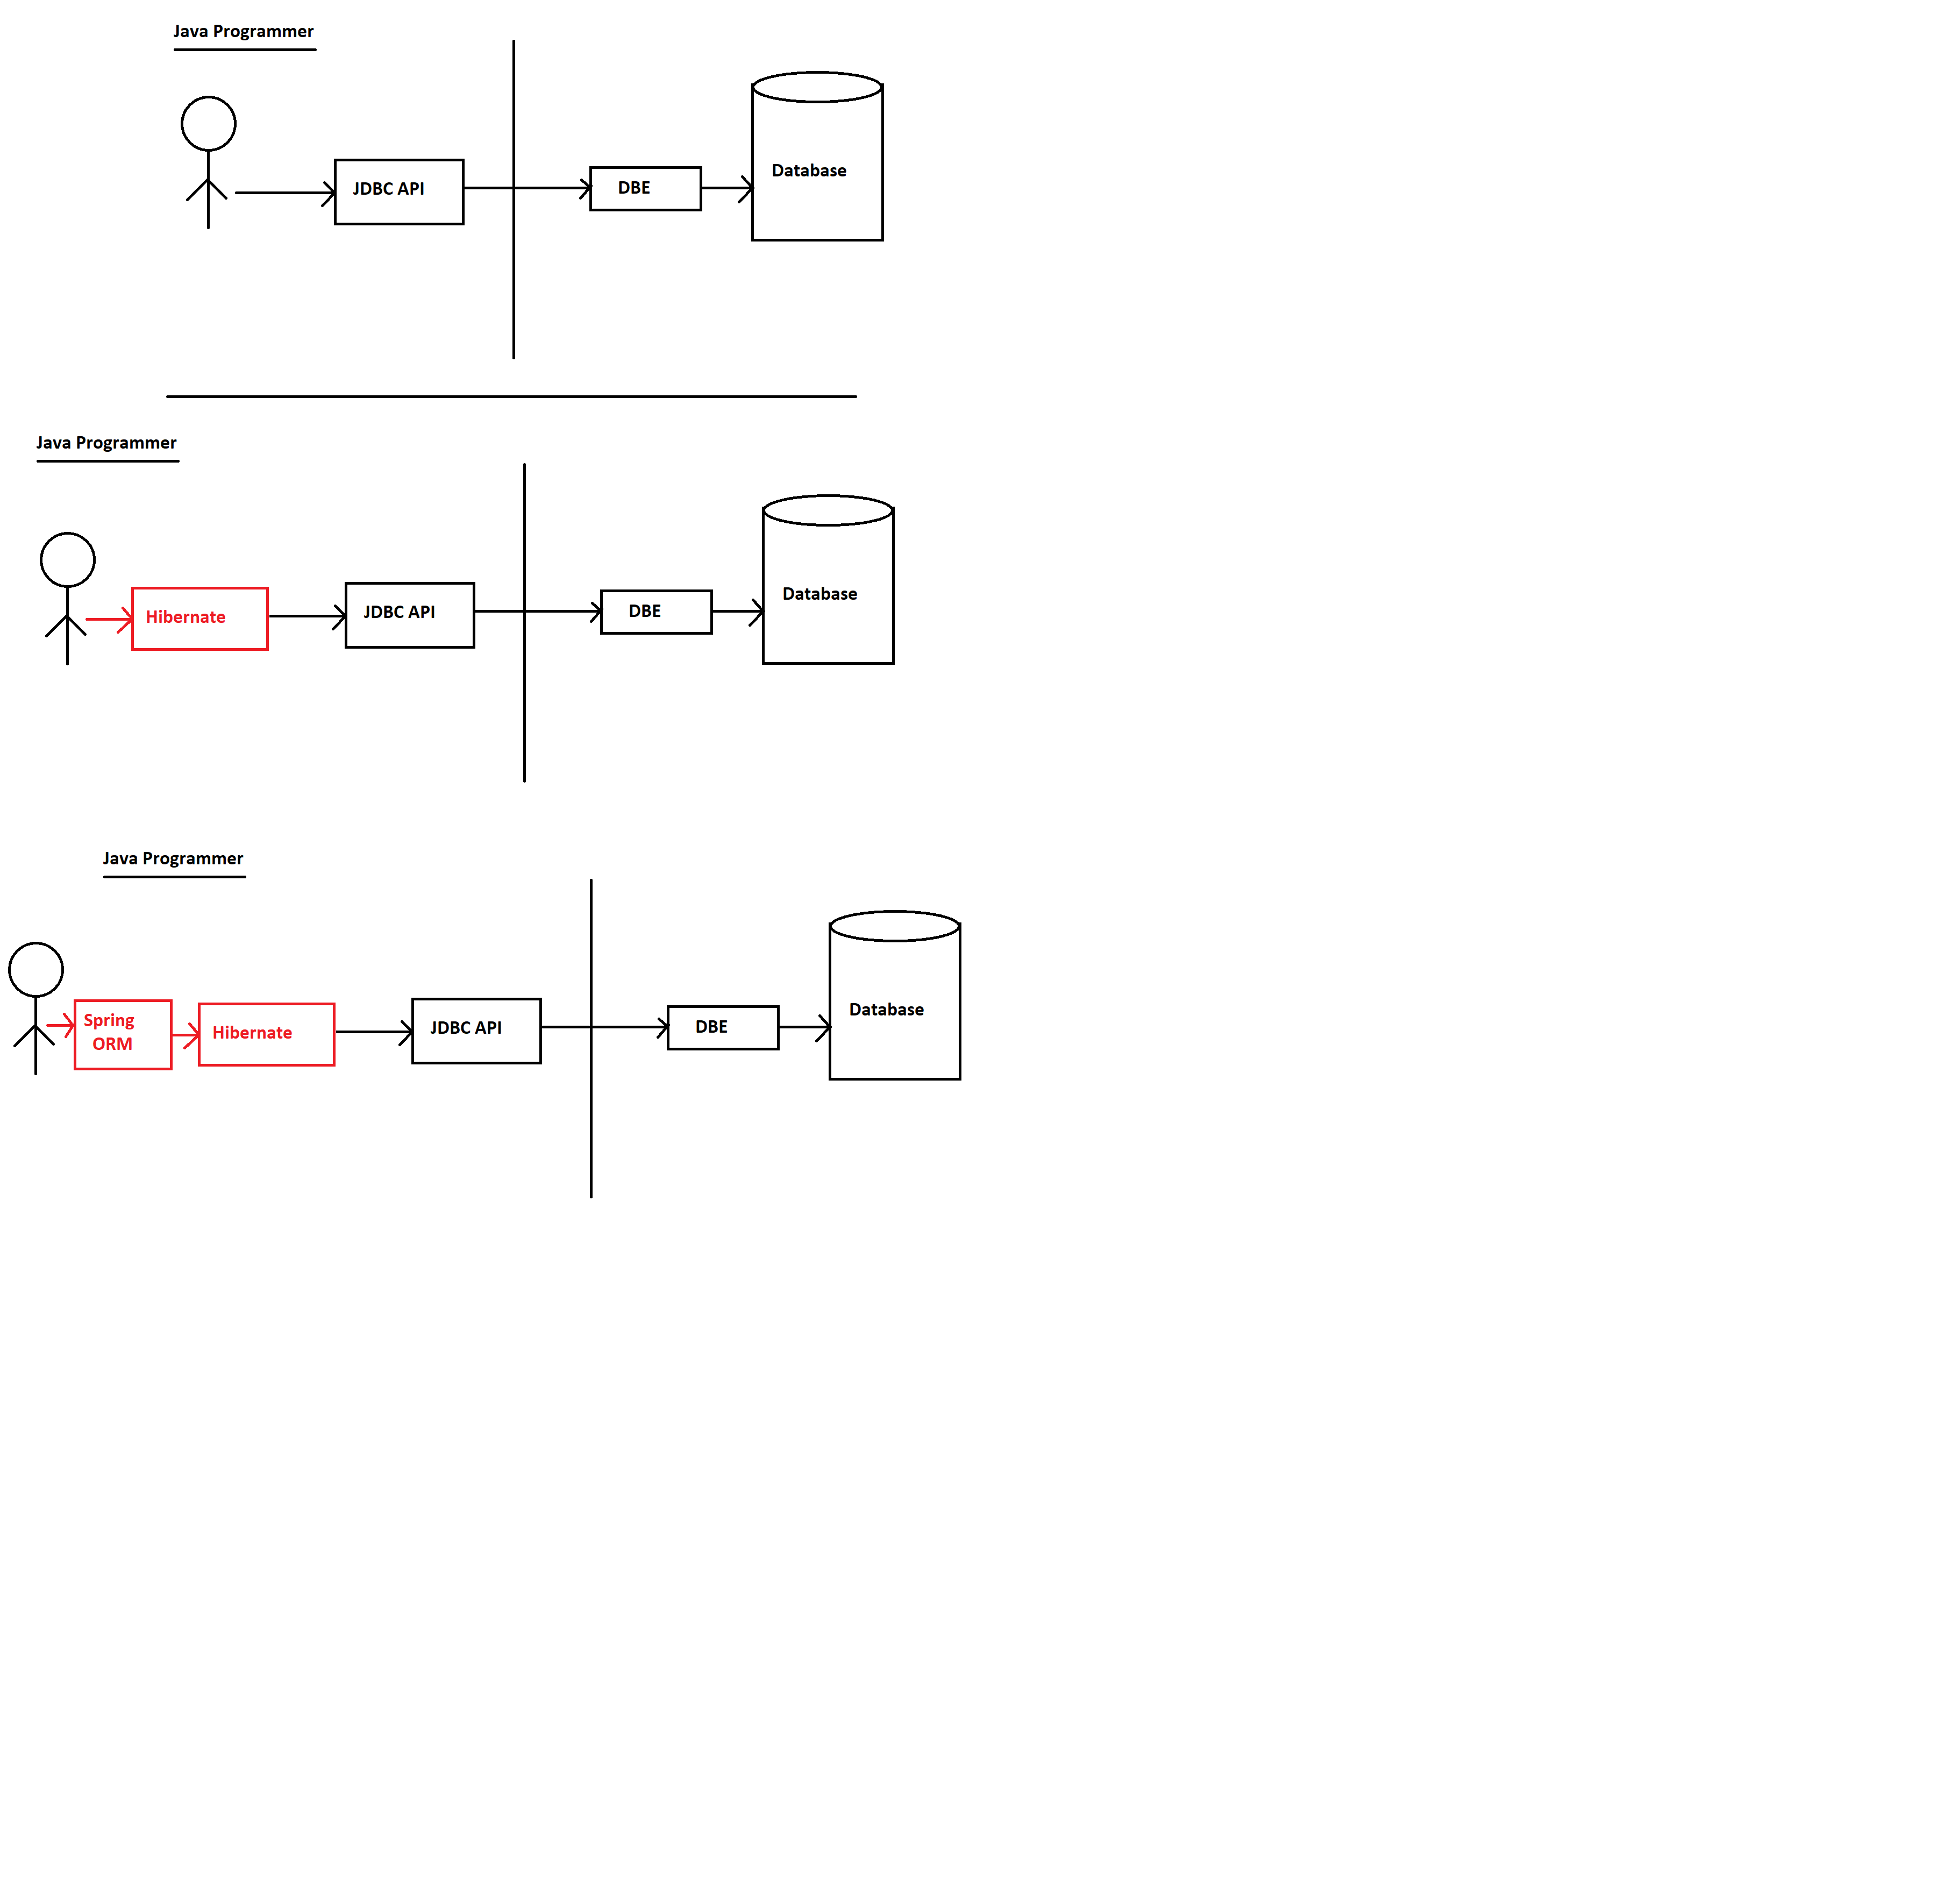 Java Programmer
JDBC API
DBE
Database
Java Programmer
Hibernate
JDBC API
DBE
Database
Java Programmer
Spring
ORM
Hibernate
JDBC API
DBE
Database